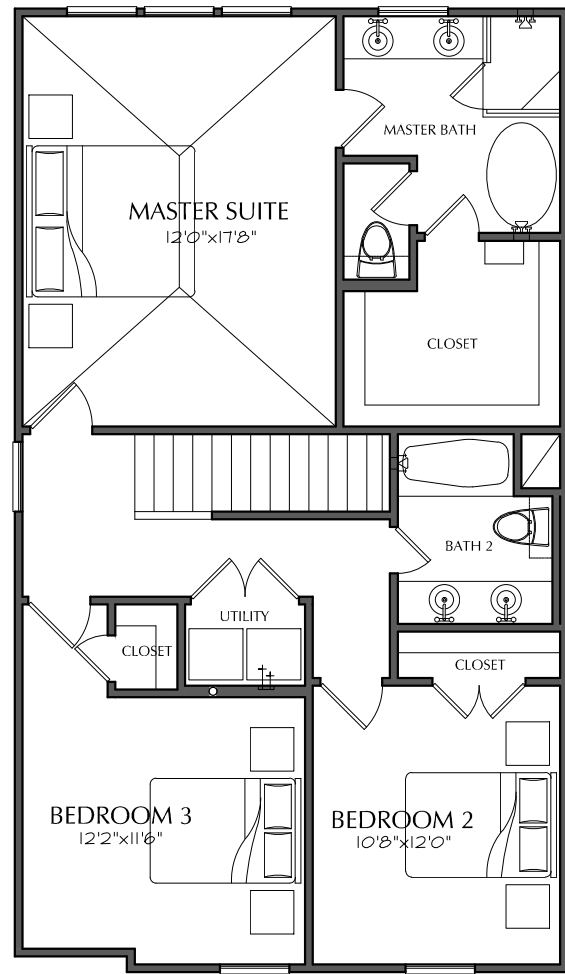 MASTER BATH
MASTER SUITE
12'0"x17'8"
CLOSET
BATH 2
UTILITY
CLOSET
CLOSET
BEDROOM 3
12'2"x11'6"
BEDROOM 2
10'8"x12'0"